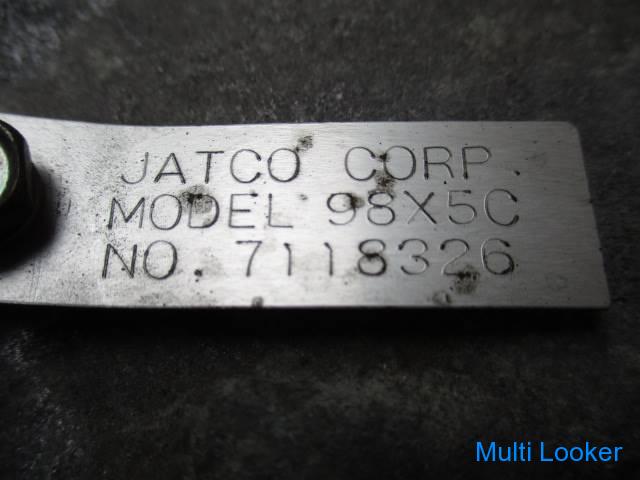 JATCO CORP.
MODEL 98X5C
NO. 7118326
Multi Looker